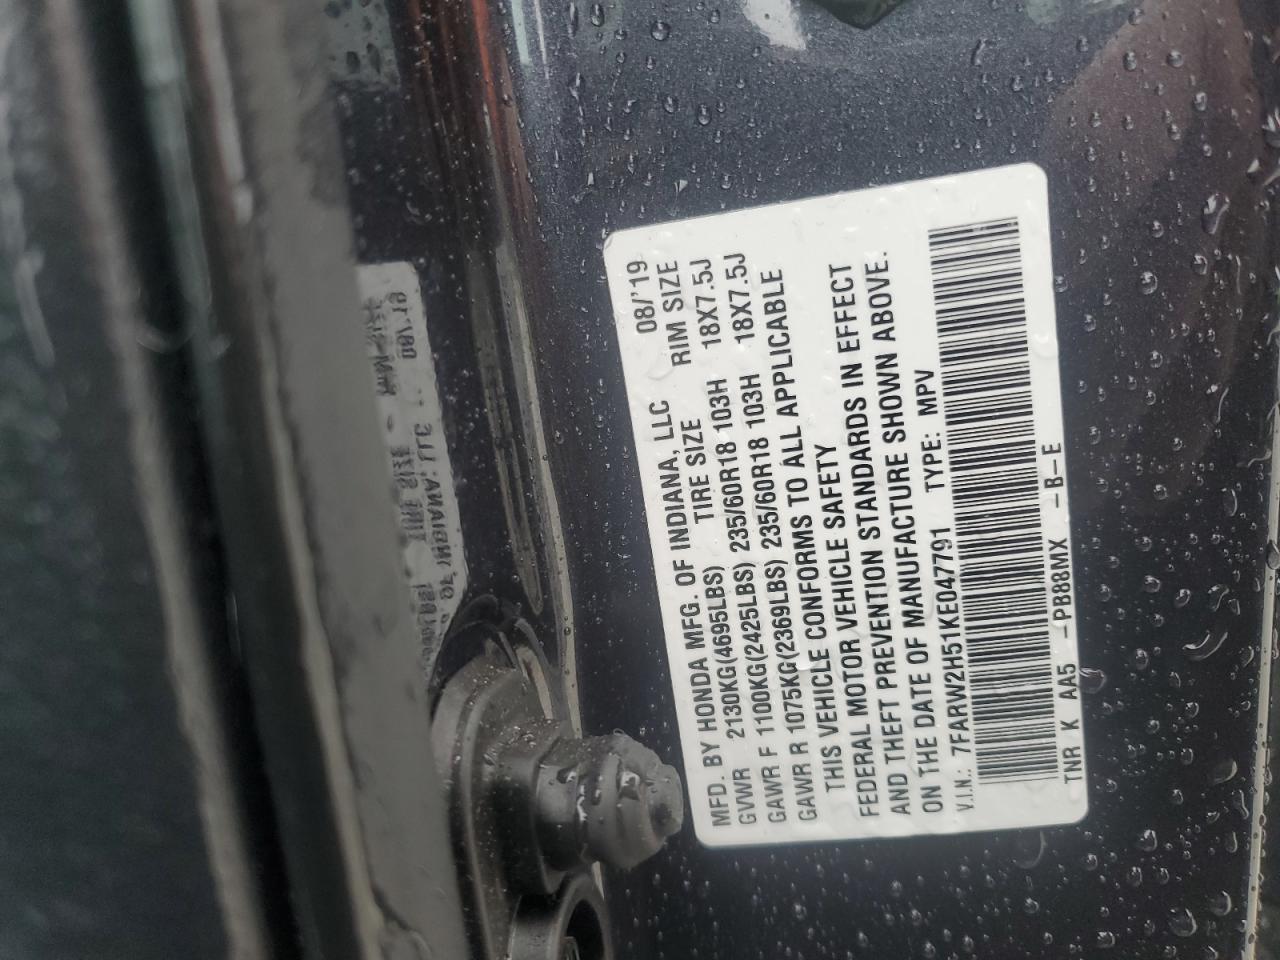 MFD. BY HONDA MFG. OF INDIANA, LLC 08/'19
GVWR 2130KG(4695LBS) TIRE SIZE RIM SIZE
GAWR F 1100KG(2425LBS) 235/60R18 103H 18X7.5J
GAWR R 1075KG(2369LBS) 235/60R18 103H 18X7.5J
THIS VEHICLE CONFORMS TO ALL APPLICABLE
FEDERAL MOTOR VEHICLE SAFETY
AND THEFT PREVENTION STANDARDS IN EFFECT
ON THE DATE OF MANUFACTURE SHOWN ABOVE.
V.I.N.: 7FARW2H51KE047791 TYPE: MPV
TNR K AA5 -PB88MX -B-E